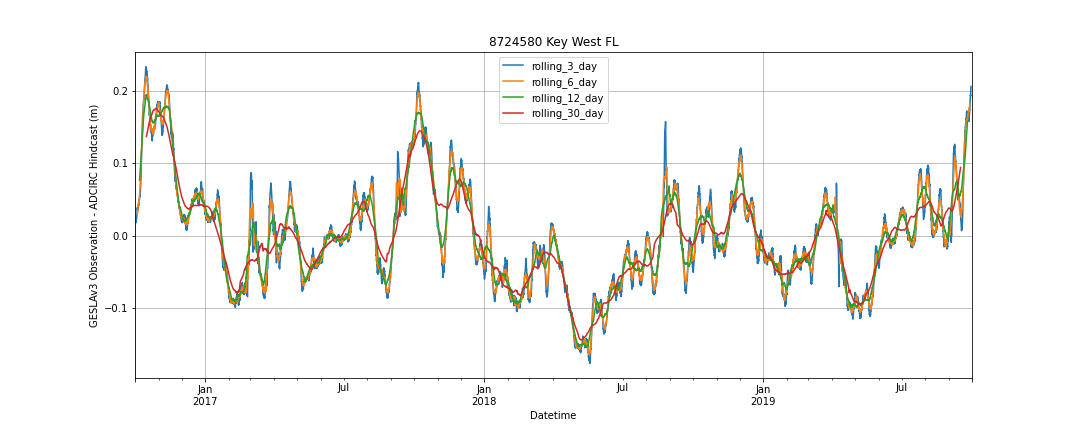 8724580 Key West FL
rolling_3_day
rolling_6_day
rolling_12_day
rolling_30_day
GESLAv3 Observation - ADCIRC Hindcast (m)
0.2
0.1
0.0
−0.1
Jan
2017
Jul
Jan
2018
Jul
Jan
2019
Jul
Datetime